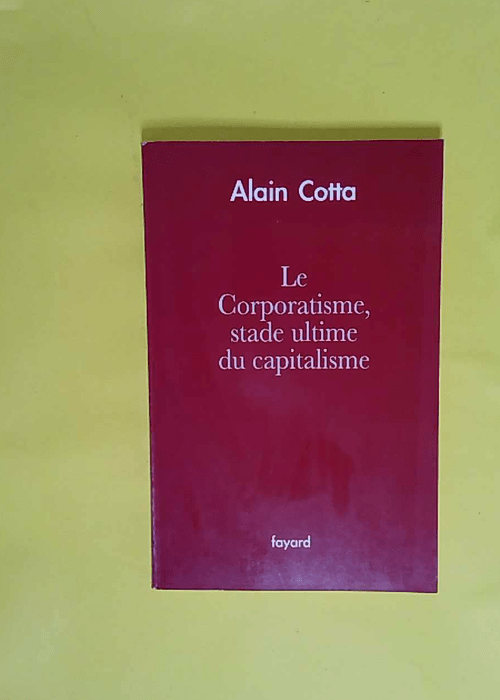 Alain Cotta
Le
Corporatisme,
stade ultime
du capitalisme
fayard